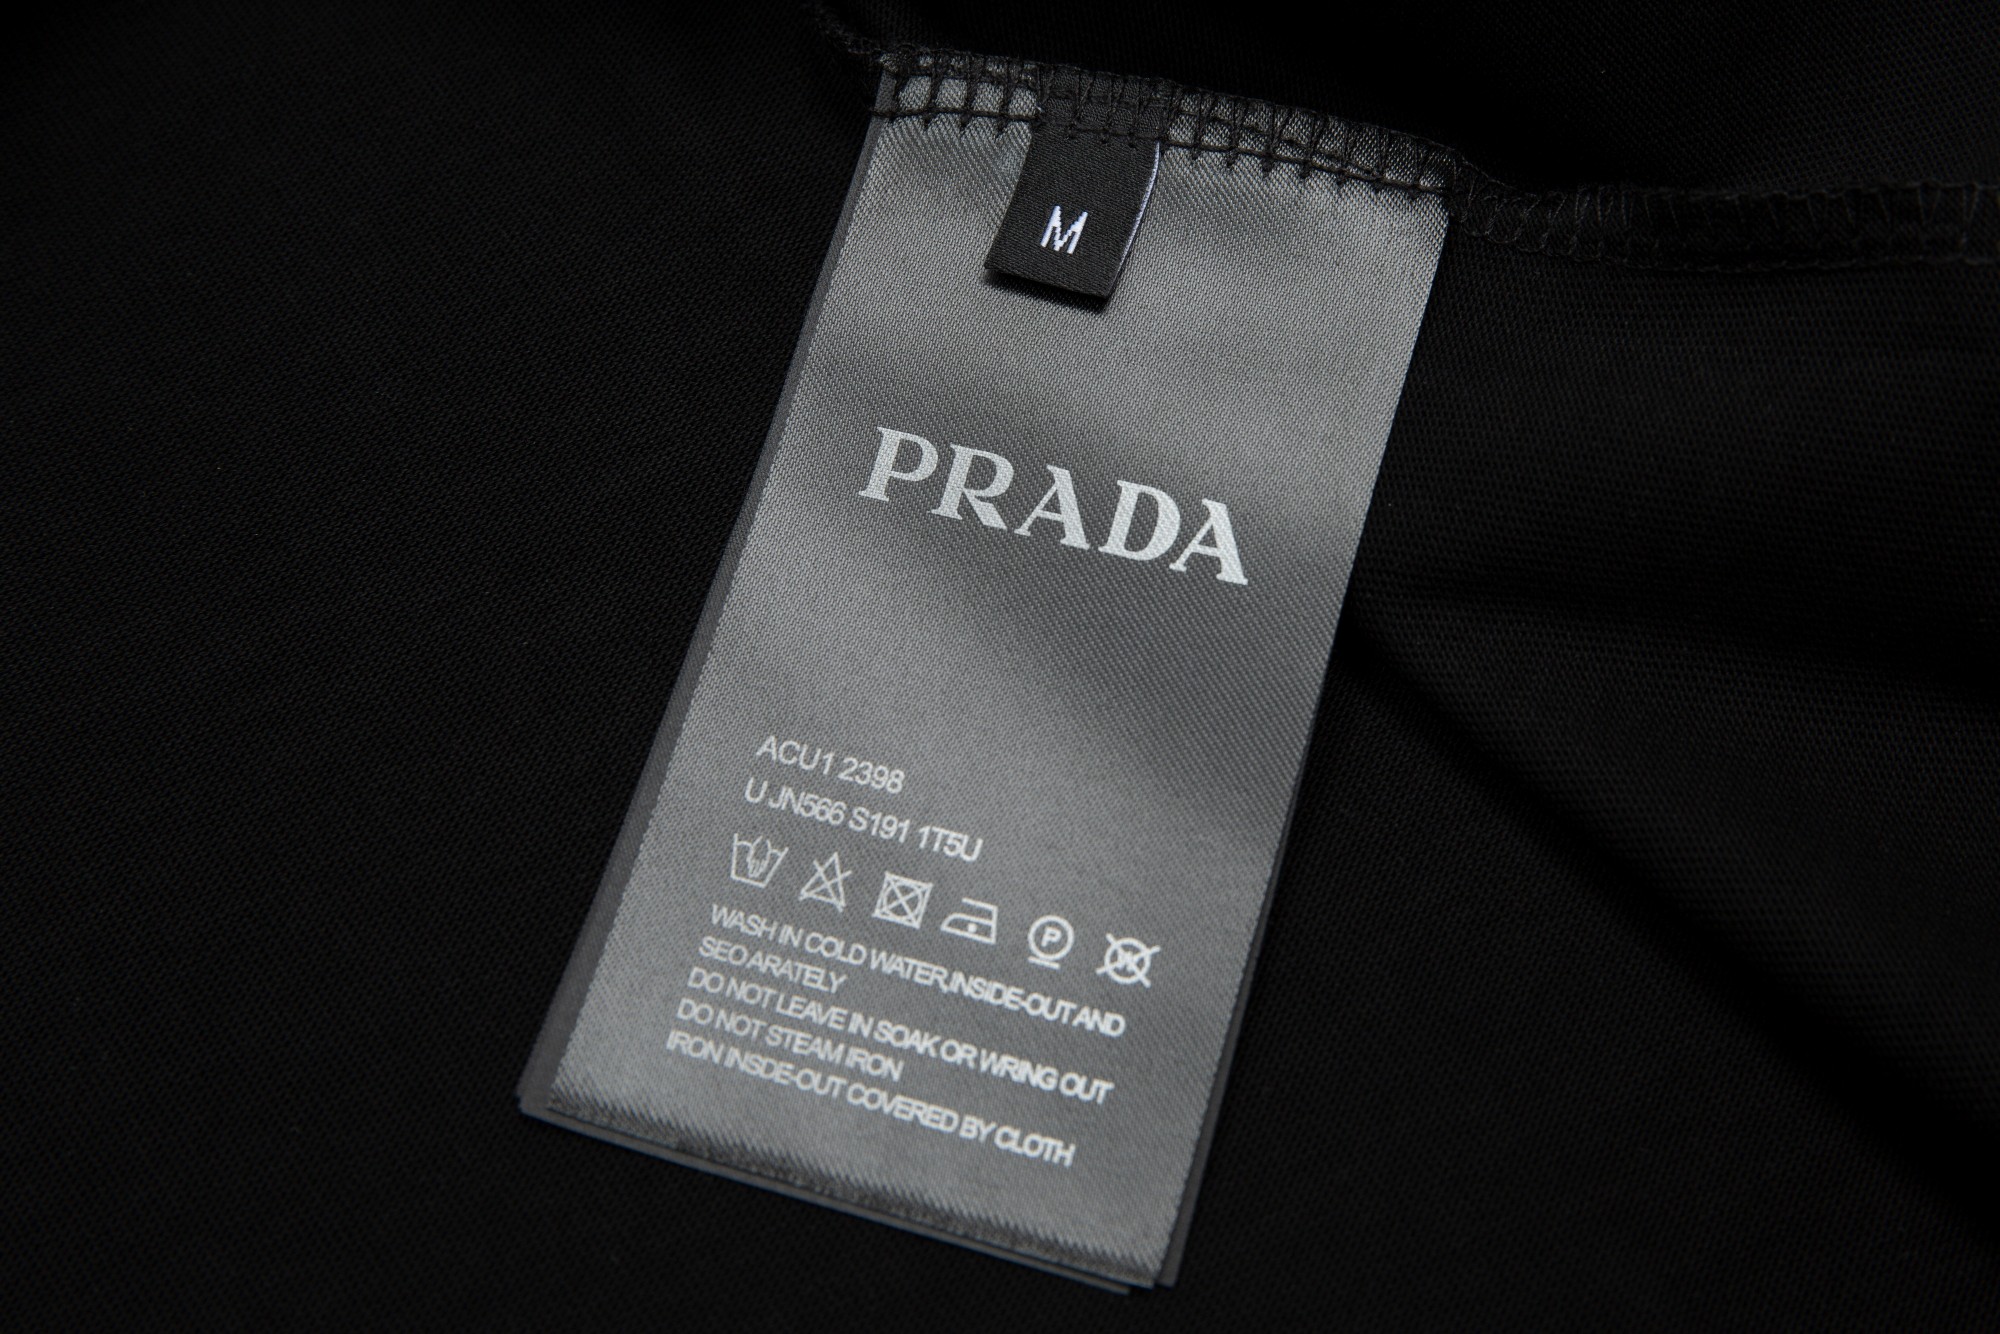 M
PRADA
ACU1 2398
U JN566 S191 1T5U
P
WASH IN COLD WATER,INSIDE-OUT AND
SEO ARATELY
DO NOT LEAVE IN SOAK OR WRING OUT
DO NOT STEAM IRON
IRON INSDE-OUT COVERED BY CLOTH